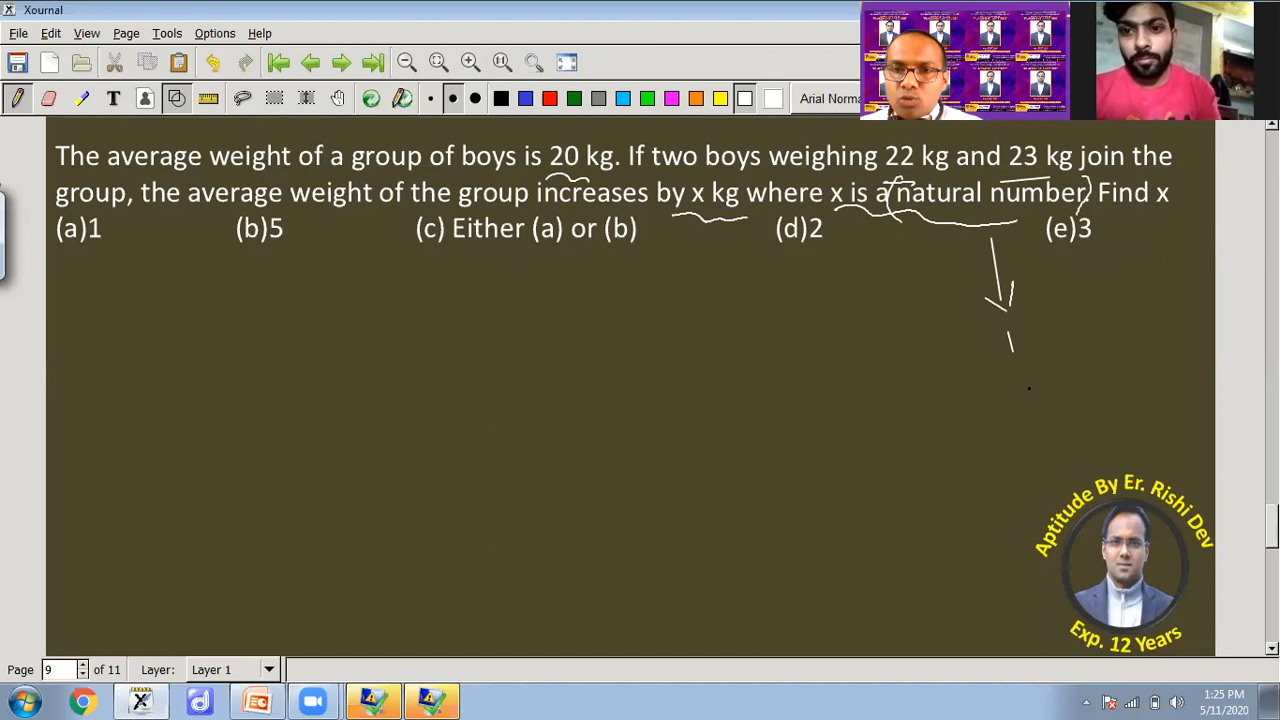 Xournal
File Edit View Page Tools Options Help
T Arial Norma
The average weight of a group of boys is 20 kg. If two boys weighing 22 kg and 23 kg join the
group, the average weight of the group increases by x kg where x is a natural number. Find x
(a)1 (b)5 (c) Either (a) or (b) (d)2 (e)3
Aptitude By Er. Rishi Dev
Exp. 12 Years
Page 9 of 11 Layer: Layer 1
1:25 PM
5/11/2020